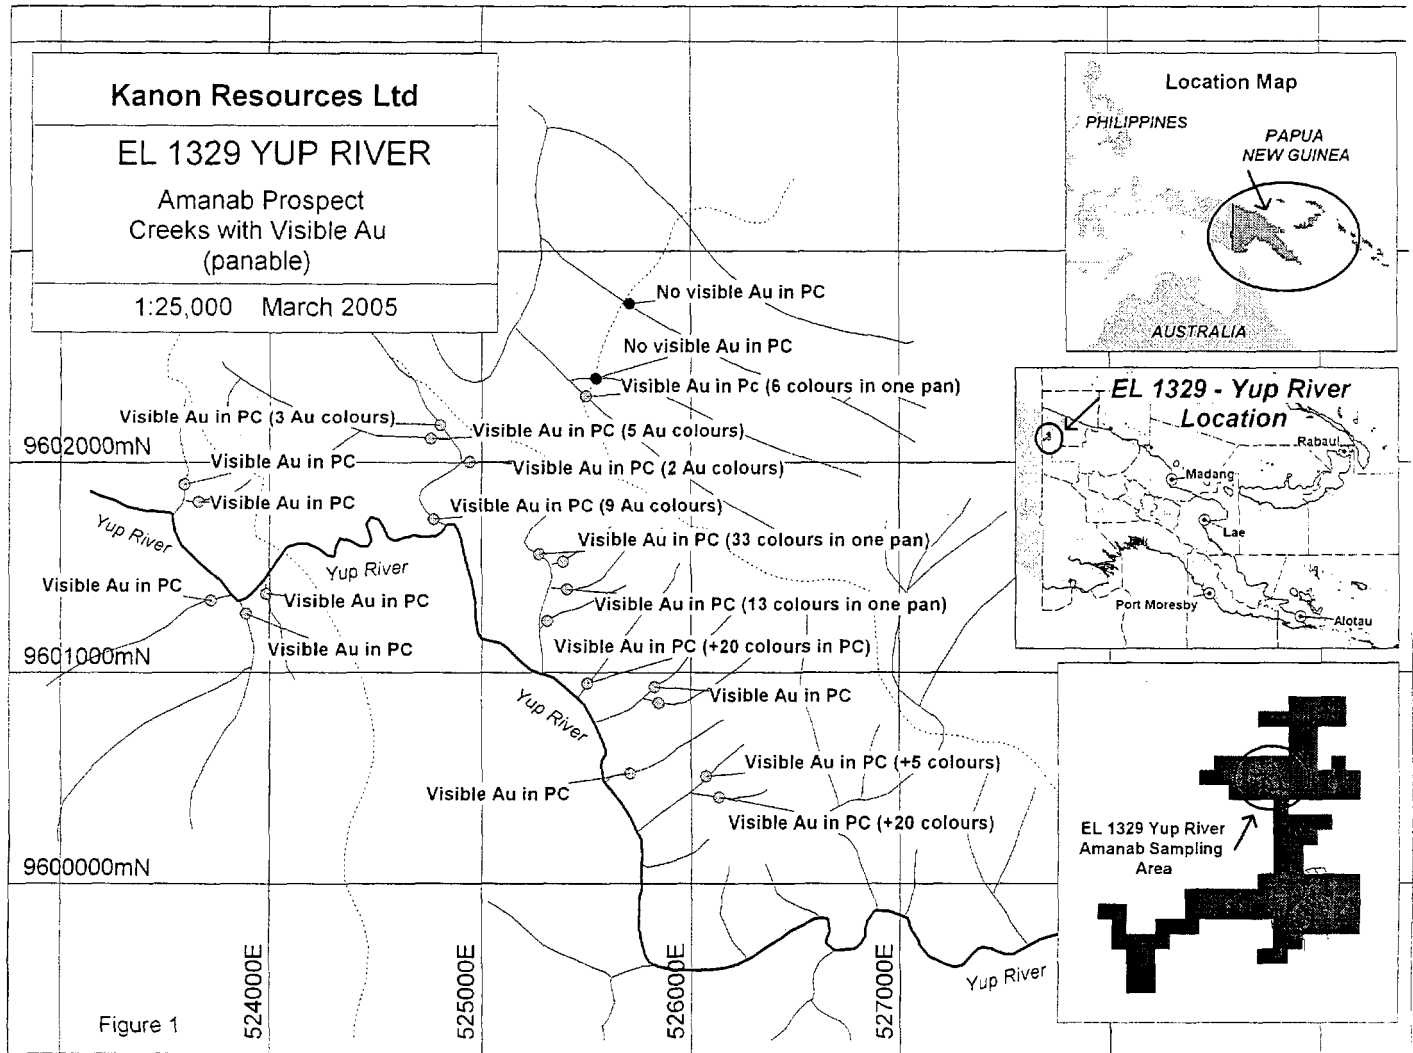 Kanon Resources Ltd
EL 1329 YUP RIVER
Amanab Prospect
Creeks with Visible Au
(panable)
1:25,000 March 2005
Location Map
PHILIPPINES
PAPUA
NEW GUINEA
AUSTRALIA
EL 1329 - Yup River
Location
Rabaul
Madang
Lae
Port Moresby
Alotau
EL 1329 Yup River
Amanab Sampling
Area
No visible Au in PC
No visible Au in PC
Visible Au in Pc (6 colours in one pan)
Visible Au in PC (3 Au colours)
Visible Au in PC (5 Au colours)
9602000mN
Visible Au in PC
Visible Au in PC (2 Au colours)
Visible Au in PC
Visible Au in PC (9 Au colours)
Yup River
Visible Au in PC (33 colours in one pan)
Yup River
Visible Au in PC
Visible Au in PC
Visible Au in PC (13 colours in one pan)
Visible Au in PC
Visible Au in PC (+20 colours in PC)
9601000mN
Yup River
Visible Au in PC
Visible Au in PC (+5 colours)
Visible Au in PC
Visible Au in PC (+20 colours)
9600000mN
Yup River
524000E
525000E
526000E
527000E
Figure 1